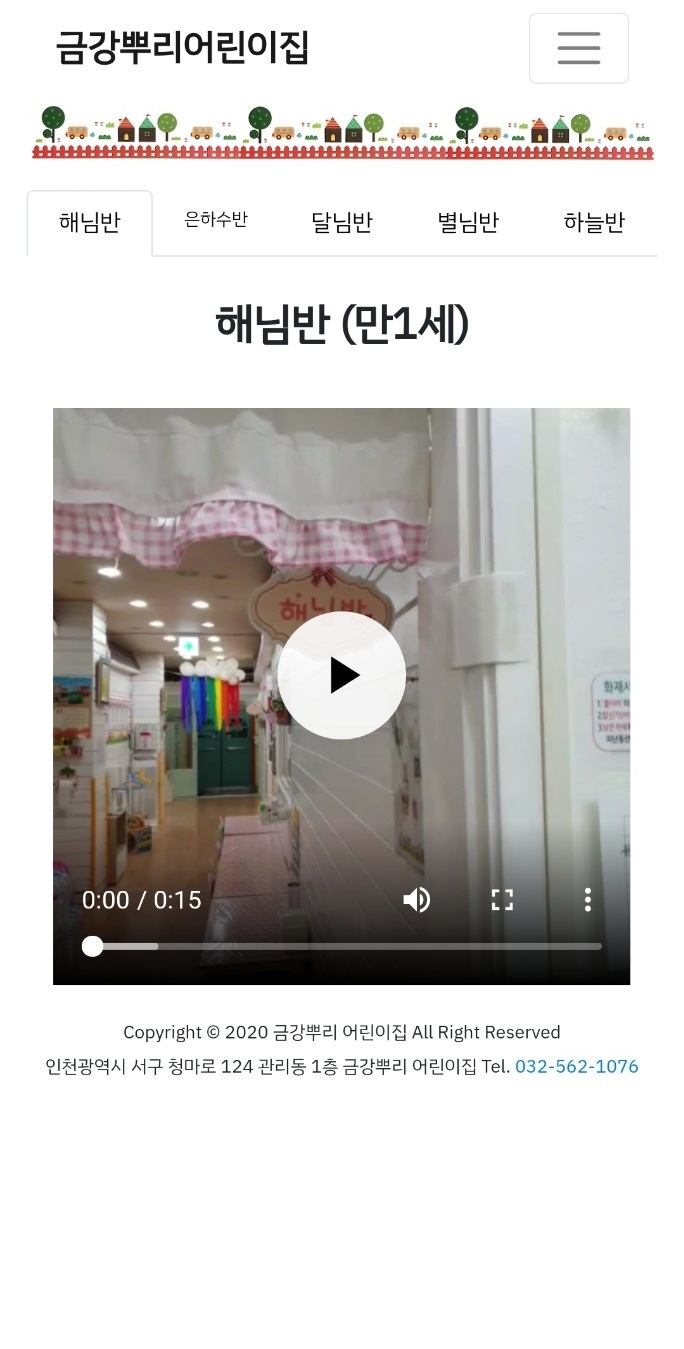 금강뿌리어린이집
해님반 은하수반 달님반 별님반 하늘반
해님반 (만1세)
해님반
0:00 / 0:15
Copyright © 2020 금강뿌리 어린이집 All Right Reserved
인천광역시 서구 청마로 124 관리동 1층 금강뿌리 어린이집 Tel. 032-562-1076